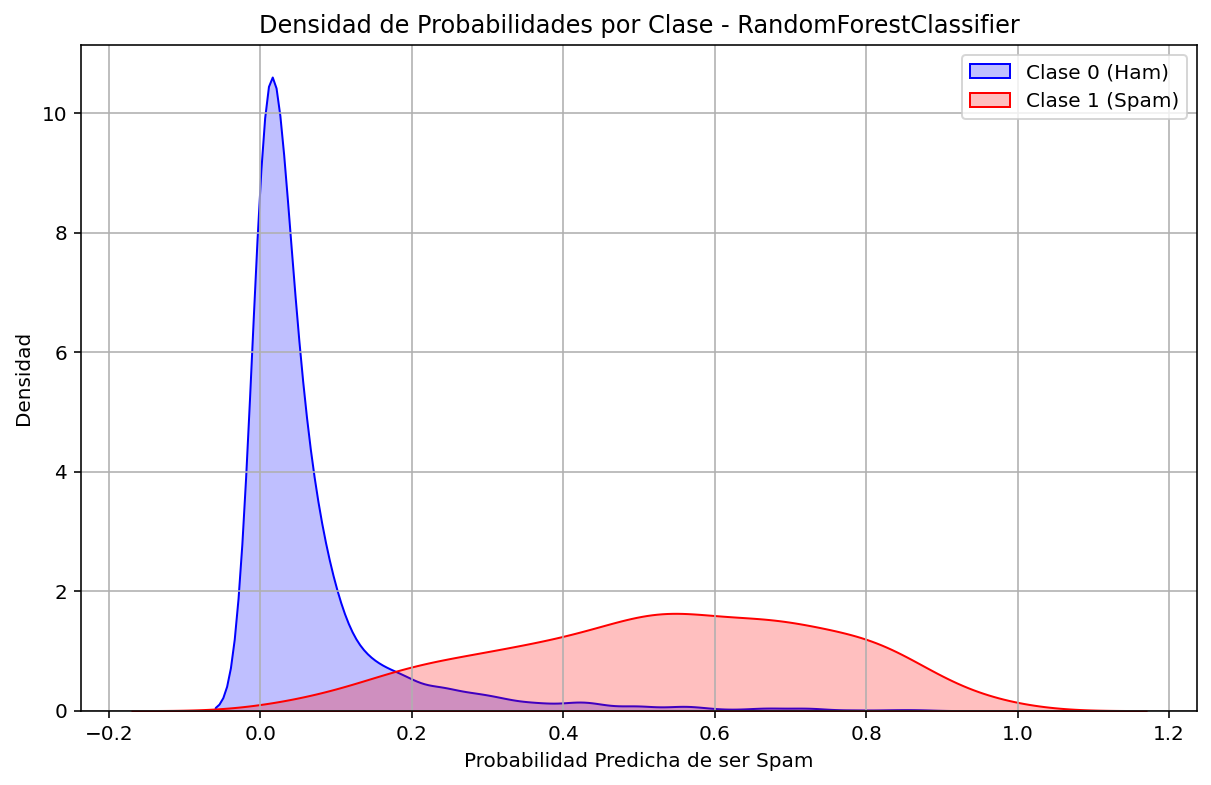 Densidad de Probabilidades por Clase - RandomForestClassifier
Clase 0 (Ham)
Clase 1 (Spam)
Densidad
10
8
6
4
2
0
−0.2 0.0 0.2 0.4 0.6 0.8 1.0 1.2
Probabilidad Predicha de ser Spam